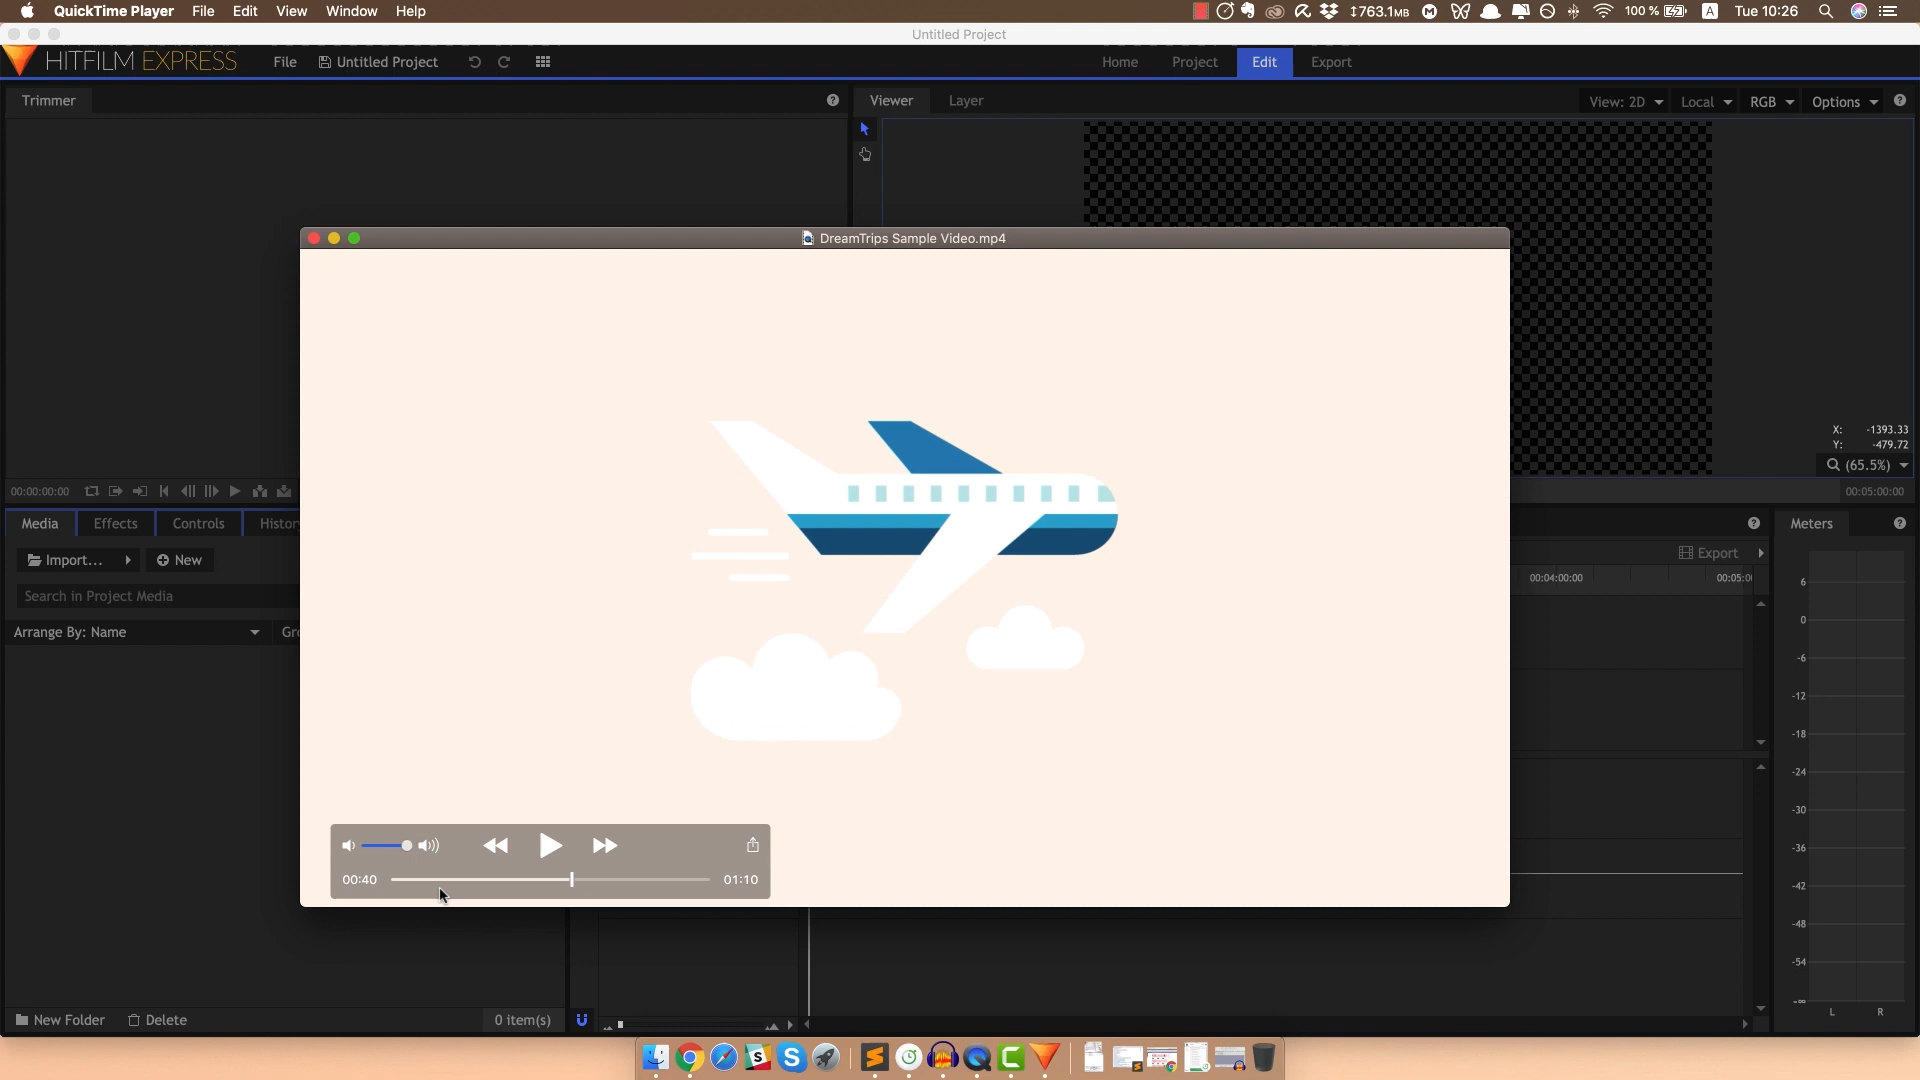 QuickTime Player File Edit View Window Help
763.1MB 100 % A Tue 10:26
Untitled Project
HITFILM EXPRESS File Untitled Project Home Project Edit Export
Trimmer Viewer Layer View: 2D Local RGB Options
DreamTrips Sample Video.mp4
X: -1393.33
Y: -479.72
(65.5%)
00:00:00:00 00:05:00:00
Media Effects Controls Meters
Import... New Export
00:04:00:00
Search in Project Media
Arrange By: Name
6
0
-6
-12
-18
-24
-30
-36
-42
-48
-54
-∞
L R
00:40 01:10
New Folder Delete 0 item(s)